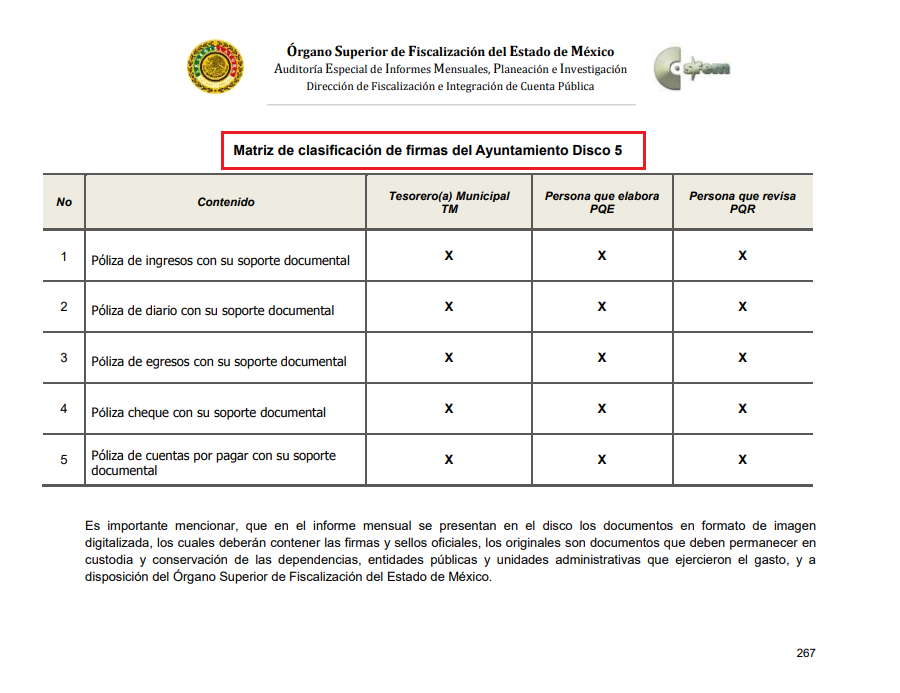 Órgano Superior de Fiscalización del Estado de México
Auditoría Especial de Informes Mensuales, Planeación e Investigación
Dirección de Fiscalización e Integración de Cuenta Pública
osfem
Matriz de clasificación de firmas del Ayuntamiento Disco 5
No Contenido Tesorero(a) Municipal TM Persona que elabora PQE Persona que revisa PQR
1 Póliza de ingresos con su soporte documental X X X
2 Póliza de diario con su soporte documental X X X
3 Póliza de egresos con su soporte documental X X X
4 Póliza cheque con su soporte documental X X X
5 Póliza de cuentas por pagar con su soporte documental X X X
Es importante mencionar, que en el informe mensual se presentan en el disco los documentos en formato de imagen
digitalizada, los cuales deberán contener las firmas y sellos oficiales, los originales son documentos que deben permanecer en
custodia y conservación de las dependencias, entidades públicas y unidades administrativas que ejercieron el gasto, y a
disposición del Órgano Superior de Fiscalización del Estado de México.
267